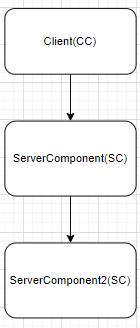 Client(CC)
ServerComponent(SC)
ServerComponent2(SC)